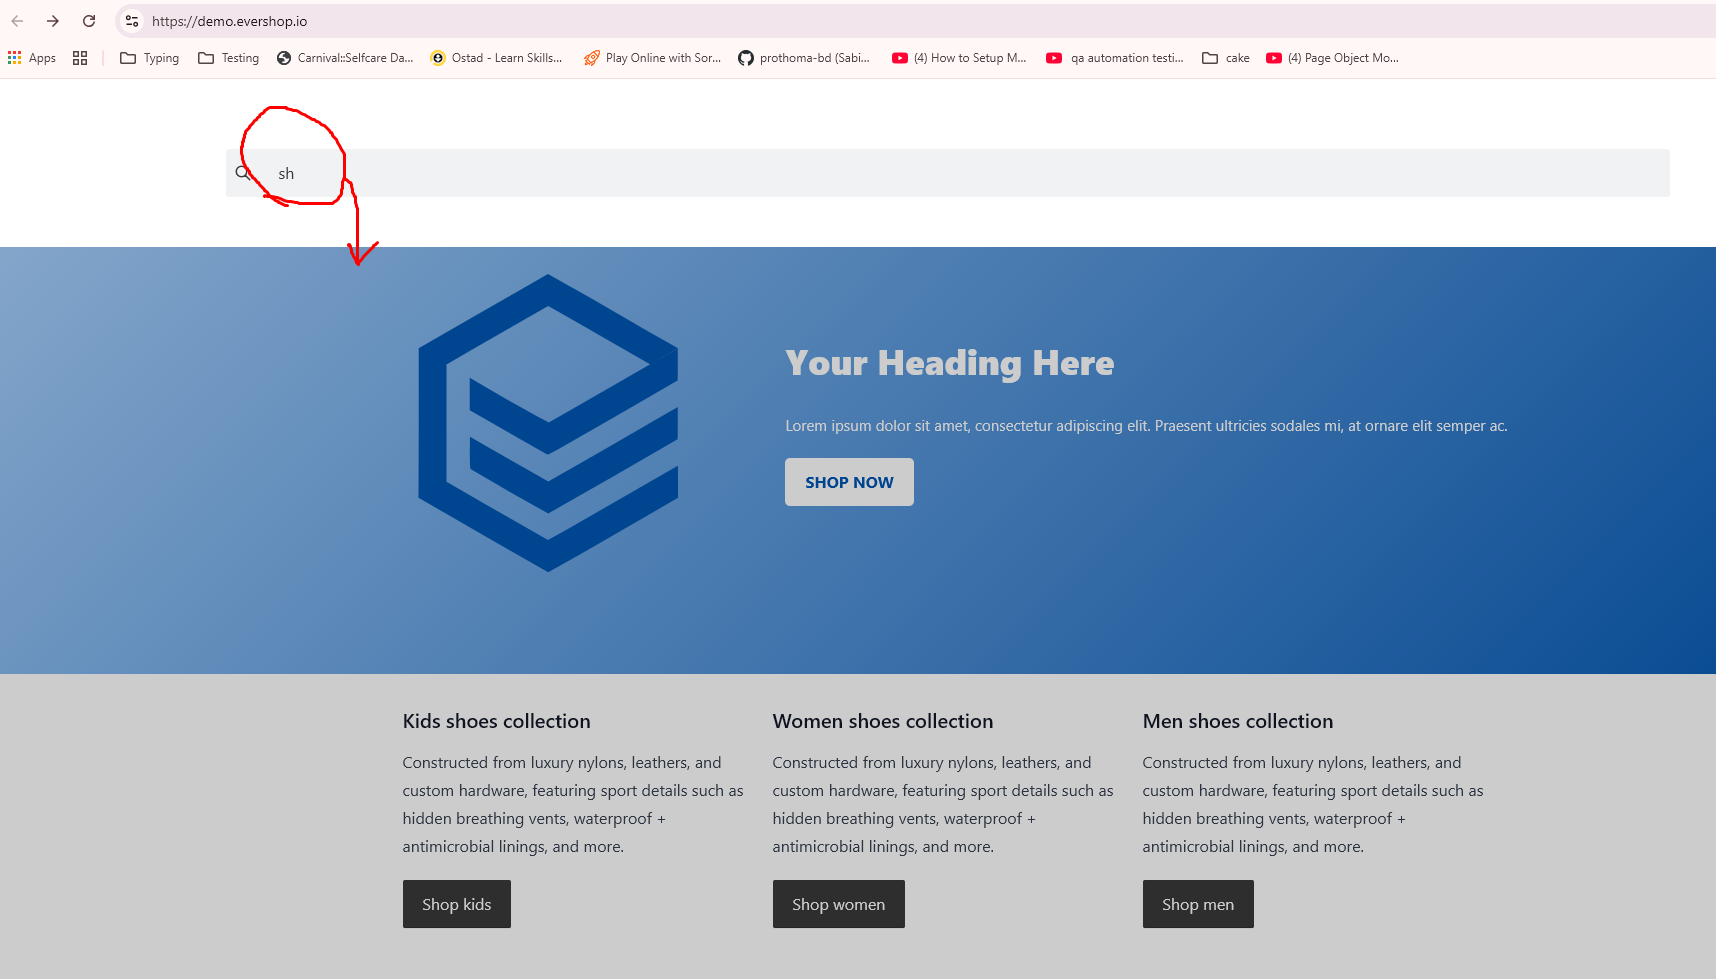 https://demo.evershop.io
Apps Typing Testing Carnival::Selfcare Da... Ostad - Learn Skills... Play Online with Sor... prothoma-bd (Sabi... (4) How to Setup M... qa automation testi... cake (4) Page Object Mo...
sh
Your Heading Here
Lorem ipsum dolor sit amet, consectetur adipiscing elit. Praesent ultricies sodales mi, at ornare elit semper ac.
SHOP NOW
Kids shoes collection
Constructed from luxury nylons, leathers, and
custom hardware, featuring sport details such as
hidden breathing vents, waterproof +
antimicrobial linings, and more.
Shop kids
Women shoes collection
Constructed from luxury nylons, leathers, and
custom hardware, featuring sport details such as
hidden breathing vents, waterproof +
antimicrobial linings, and more.
Shop women
Men shoes collection
Constructed from luxury nylons, leathers, and
custom hardware, featuring sport details such as
hidden breathing vents, waterproof +
antimicrobial linings, and more.
Shop men